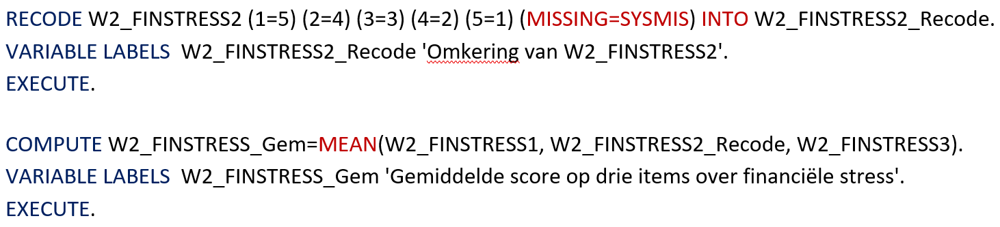 RECODE W2_FINSTRESS2 (1=5) (2=4) (3=3) (4=2) (5=1) (MISSING=SYSMIS) INTO W2_FINSTRESS2_Recode.
VARIABLE LABELS  W2_FINSTRESS2_Recode 'Omkering van W2_FINSTRESS2'.
EXECUTE.
COMPUTE W2_FINSTRESS_Gem=MEAN(W2_FINSTRESS1, W2_FINSTRESS2_Recode, W2_FINSTRESS3).
VARIABLE LABELS  W2_FINSTRESS_Gem 'Gemiddelde score op drie items over financiële stress'.
EXECUTE.